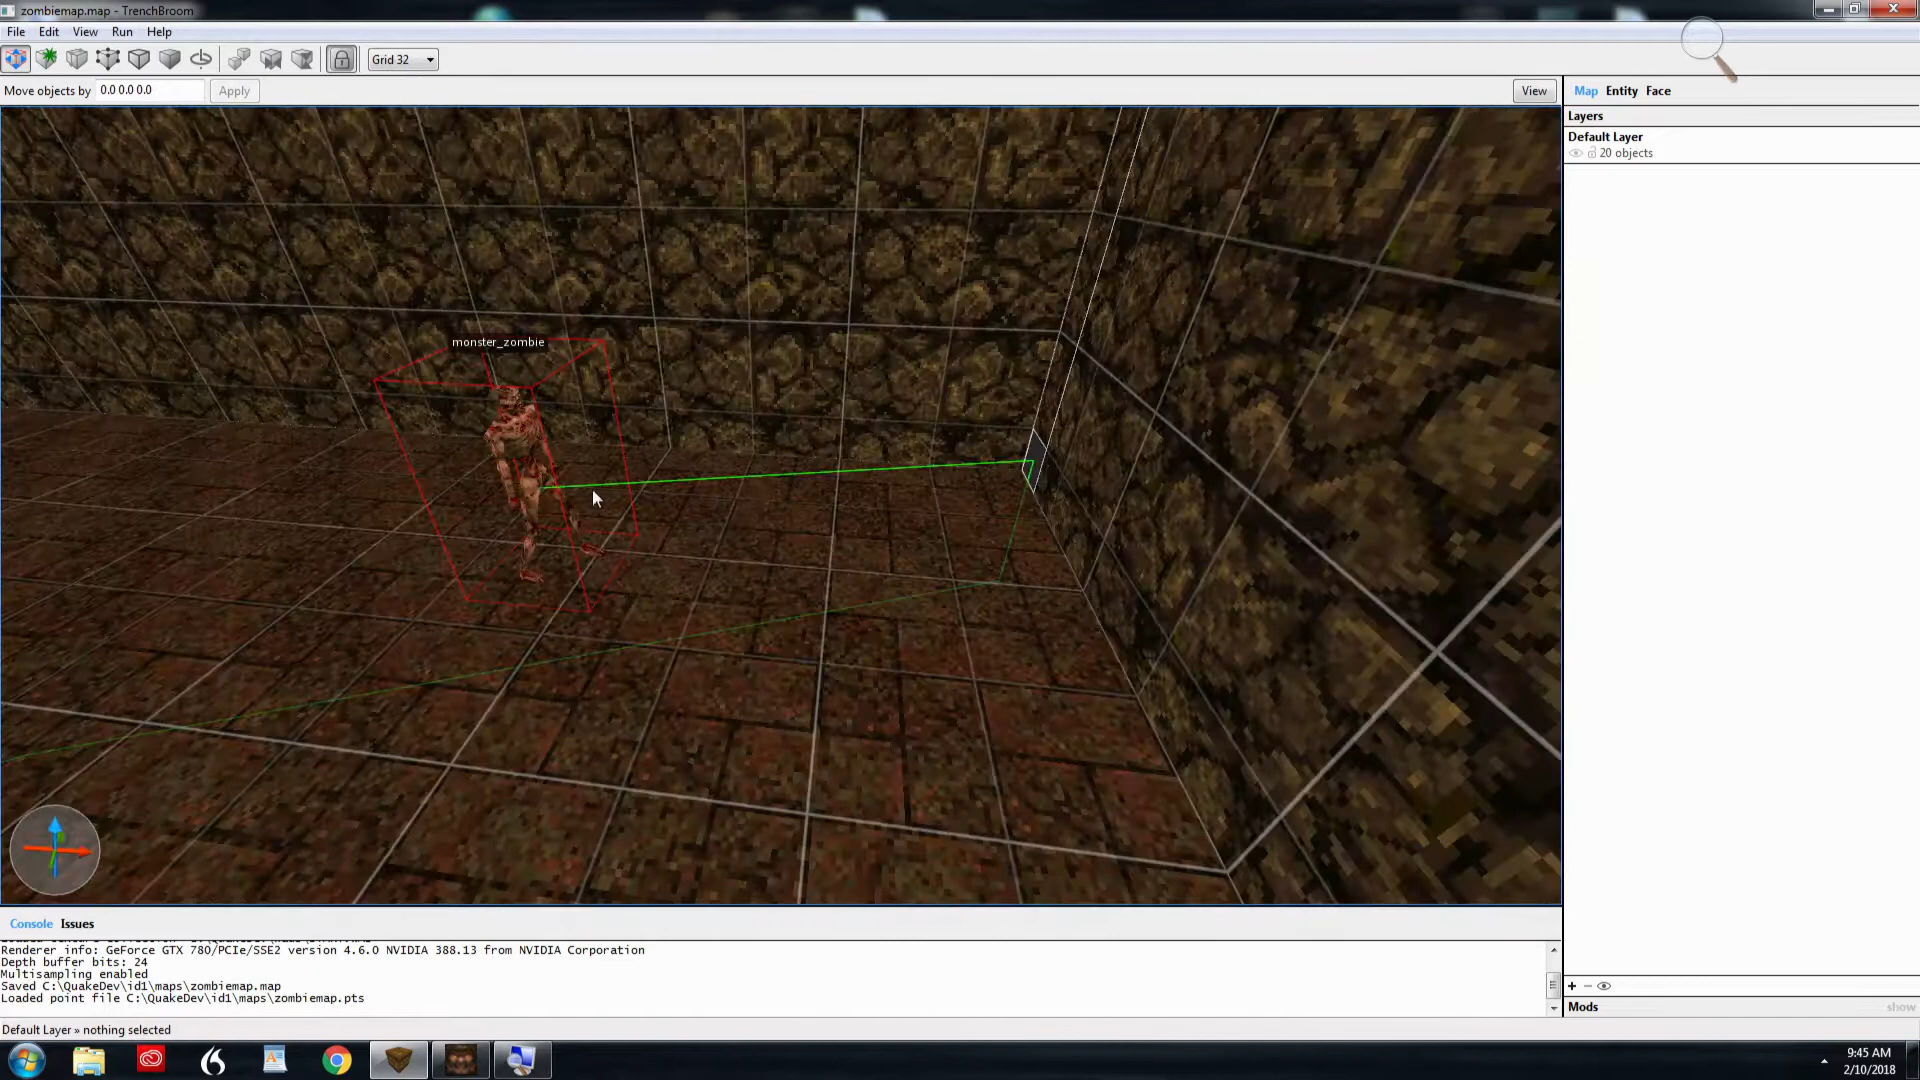 zombiemap.map - TrenchBroom
File Edit View Run Help
Grid 32
Move objects by 0.0 0.0 0.0 Apply View
Map Entity Face
Layers
Default Layer
20 objects
monster_zombie
Console Issues
Renderer info: GeForce GTX 780/PCIe/SSE2 version 4.6.0 NVIDIA 388.13 from NVIDIA Corporation
Depth buffer bits: 24
Multisampling enabled
Saved C:\QuakeDev\id1\maps\zombiemap.map
Loaded point file C:\QuakeDev\id1\maps\zombiemap.pts
Mods show
Default Layer » nothing selected
9:45 AM
2/10/2018